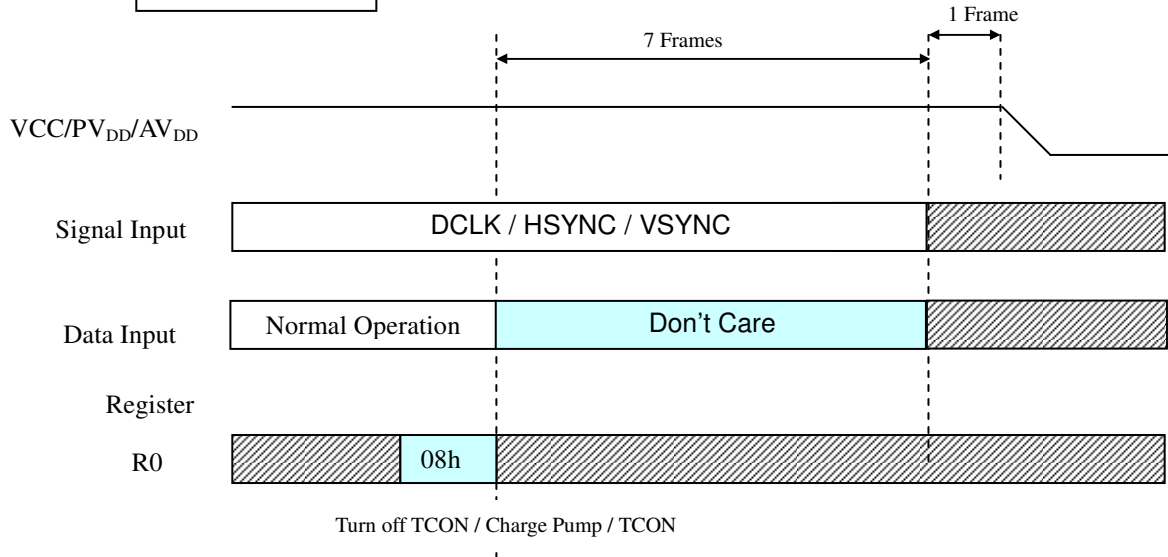 1 Frame
7 Frames
VCC/PVDD/AVDD
Signal Input
DCLK / HSYNC / VSYNC
Data Input
Normal Operation
Don't Care
Register
R0
08h
Turn off TCON / Charge Pump / TCON